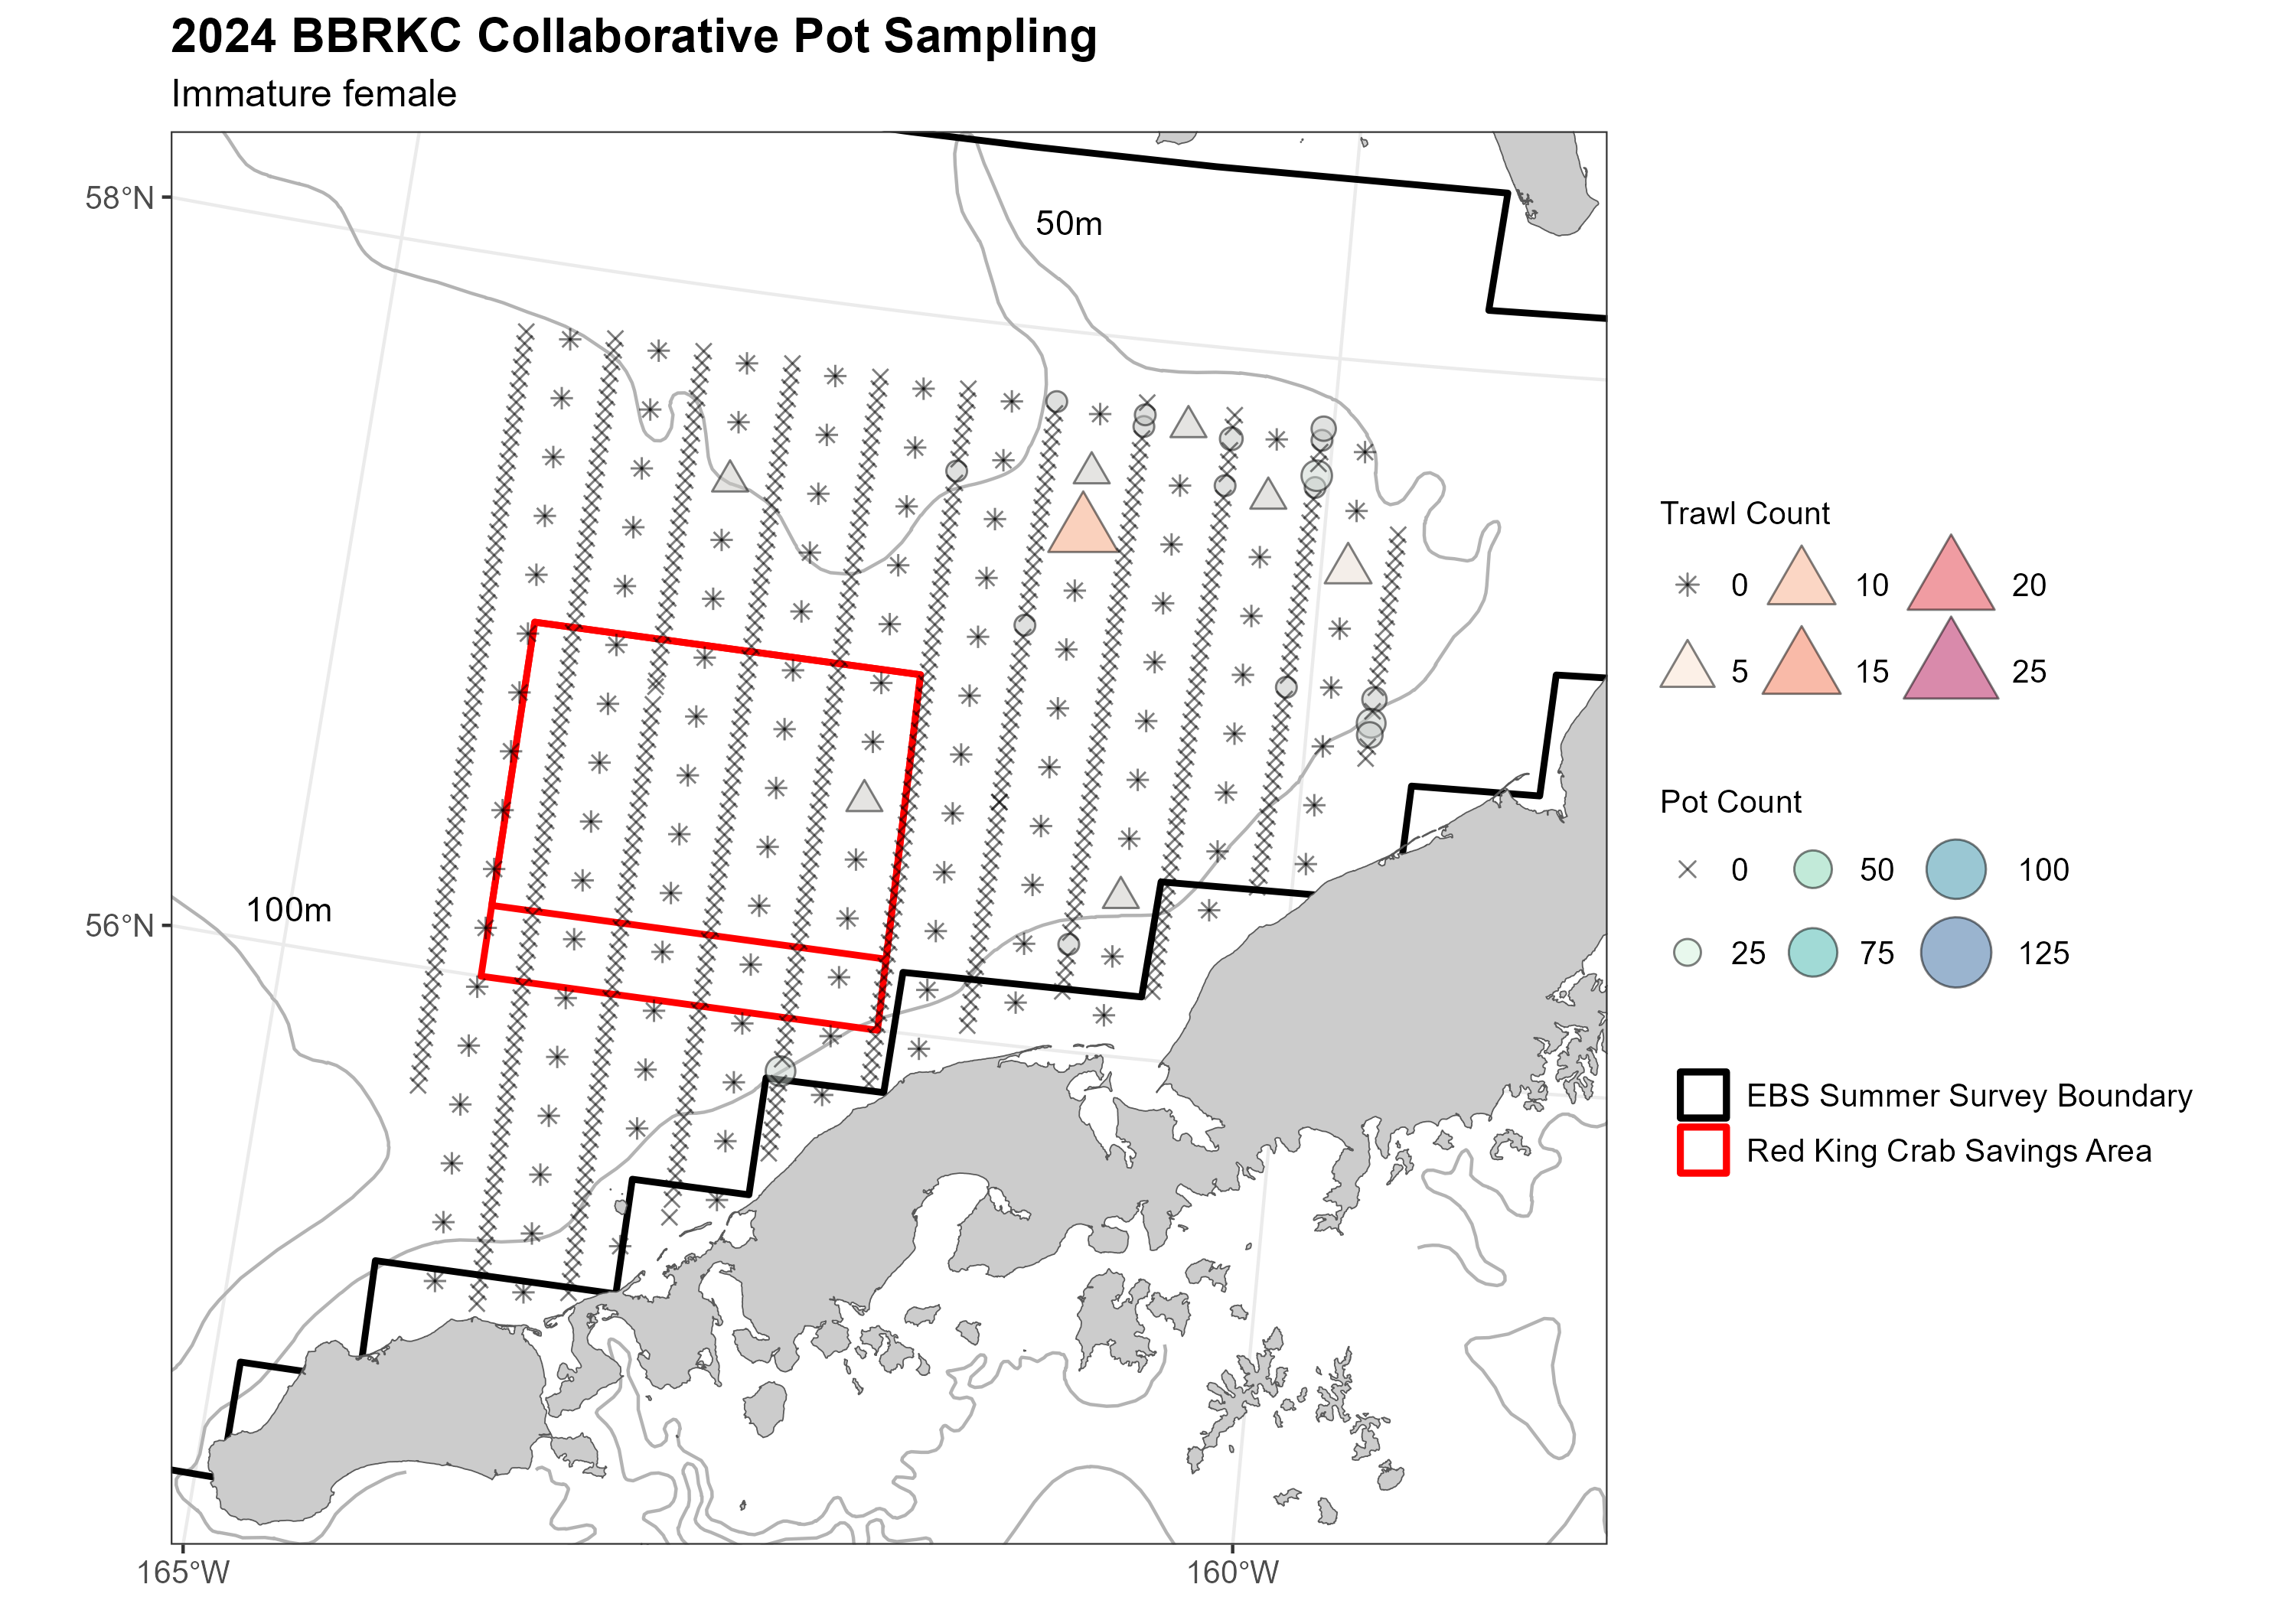 2024 BBRKC Collaborative Pot Sampling
Immature female
58°N
50m
56°N
100m
165°W
160°W
Trawl Count
0 10 20
5 15 25
Pot Count
0 50 100
25 75 125
EBS Summer Survey Boundary
Red King Crab Savings Area